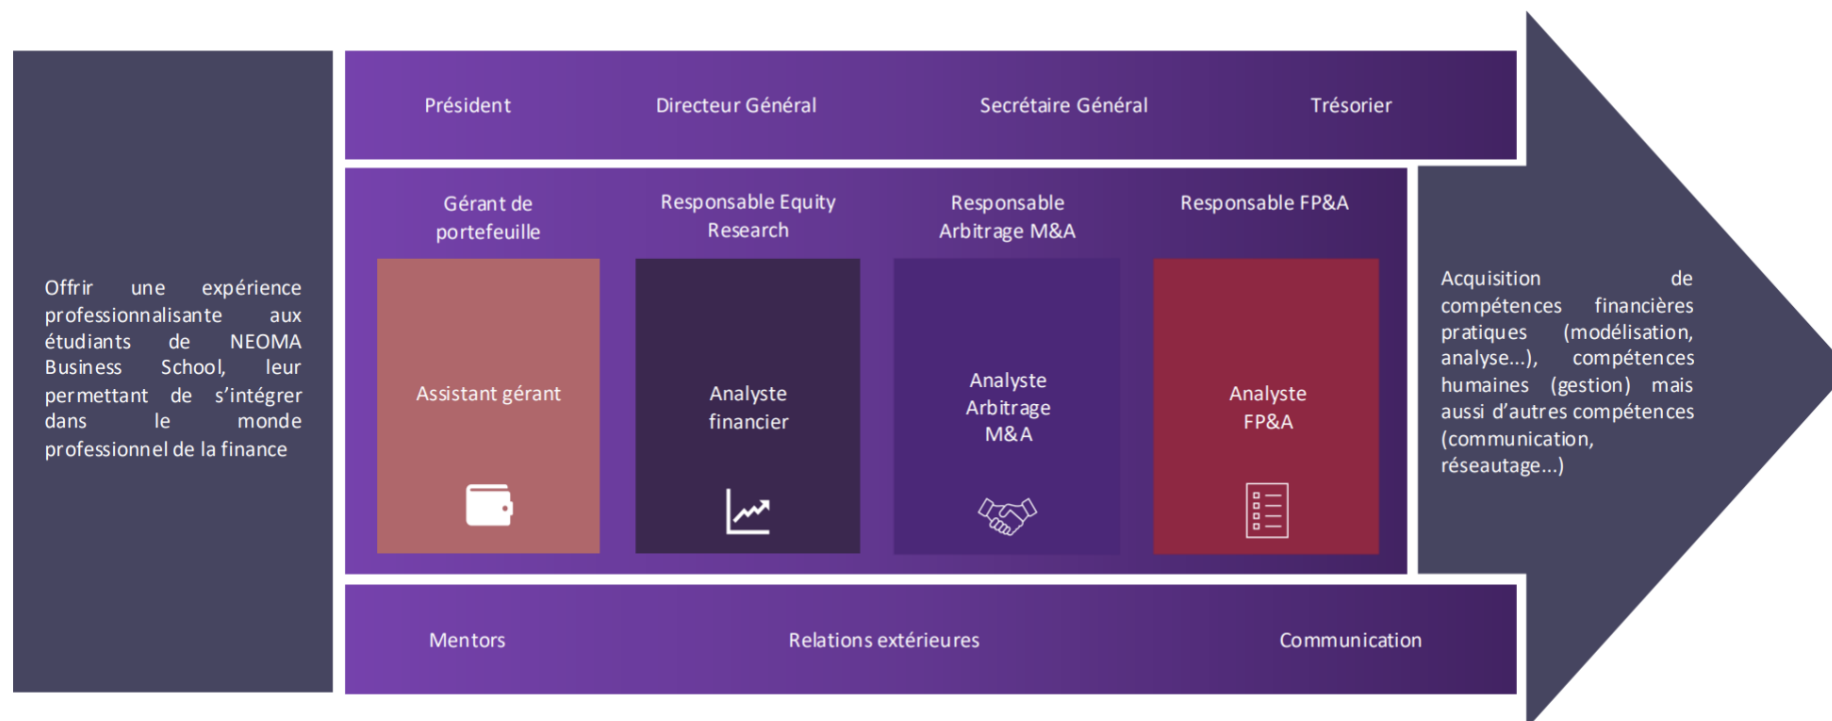 Président
Directeur Général
Secrétaire Général
Trésorier
Gérant de
portefeuille
Responsable Equity
Research
Responsable
Arbitrage M&A
Responsable FP&A
Offrir une expérience
professionnalisante aux
étudiants de NEOMA
Business School, leur
permettant de s’intégrer
dans le monde
professionnel de la finance
Assistant gérant
Analyste
financier
Analyste
Arbitrage
M&A
Analyste
FP&A
Acquisition de
compétences financières
pratiques (modélisation,
analyse...), compétences
humaines (gestion) mais
aussi d’autres compétences
(communication,
réseautage...)
Mentors
Relations extérieures
Communication